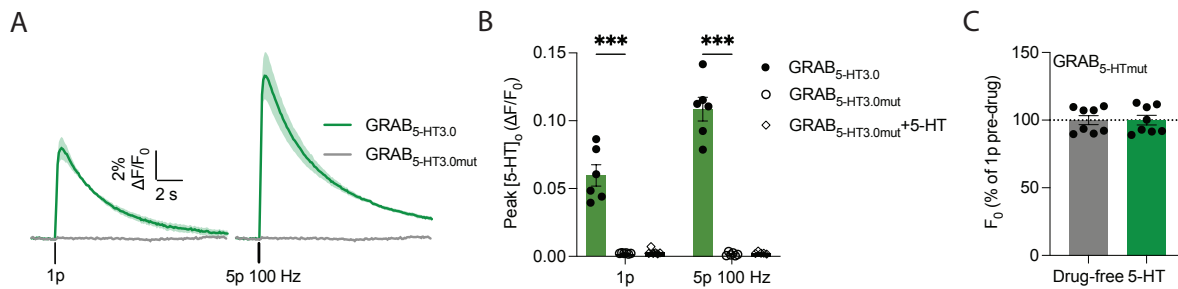 A
GRAB5-HT3.0
GRAB5-HT3.0mut
2%
ΔF/F0
2 s
1p
5p 100 Hz
B
Peak [5-HT]o (ΔF/F0)
0.15
0.10
0.05
0.00
***
***
1p
5p 100 Hz
GRAB5-HT3.0
GRAB5-HT3.0mut
GRAB5-HT3.0mut+5-HT
C
F0 (% of 1p pre-drug)
150
100
50
0
GRAB5-HTmut
Drug-free 5-HT